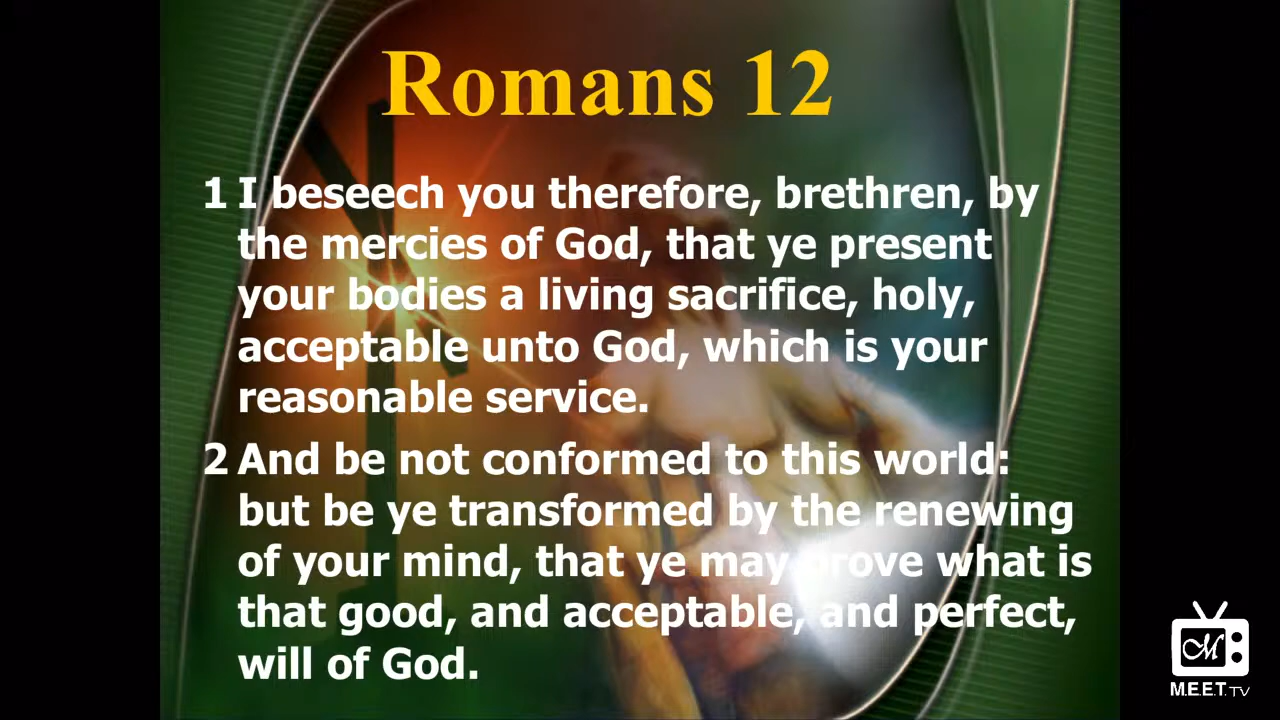 Romans 12
1 I beseech you therefore, brethren, by
the mercies of God, that ye present
your bodies a living sacrifice, holy,
acceptable unto God, which is your
reasonable service.
2 And be not conformed to this world:
but be ye transformed by the renewing
of your mind, that ye may prove what is
that good, and acceptable, and perfect,
will of God.
M
M.E.E.T. TV